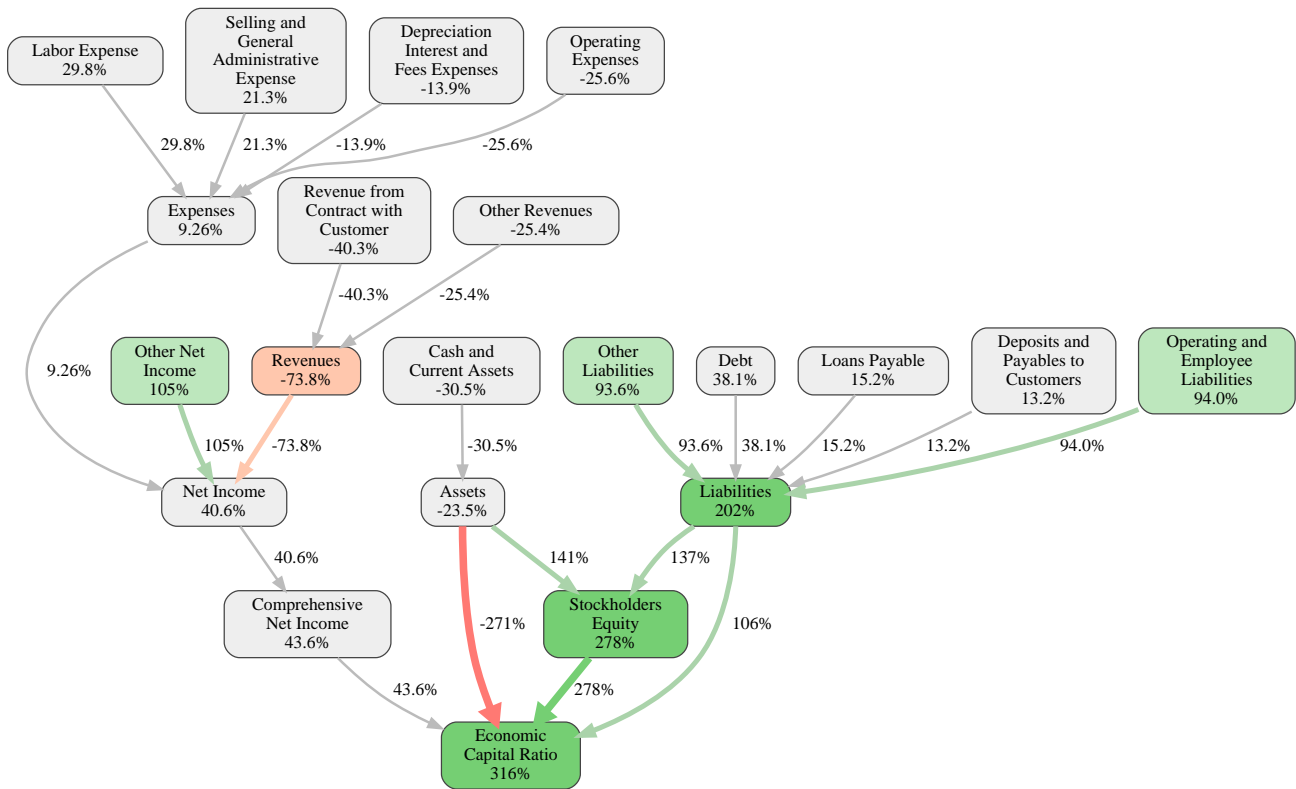 Labor Expense
29.8%
Selling and
General
Administrative
Expense
21.3%
Depreciation
Interest and
Fees Expenses
-13.9%
Operating
Expenses
-25.6%
29.8%
21.3%
-13.9%
-25.6%
Expenses
9.26%
Revenue from
Contract with
Customer
-40.3%
Other Revenues
-25.4%
-40.3%
-25.4%
9.26%
Other Net
Income
105%
Revenues
-73.8%
Cash and
Current Assets
-30.5%
Other
Liabilities
93.6%
Debt
38.1%
Loans Payable
15.2%
Deposits and
Payables to
Customers
13.2%
Operating and
Employee
Liabilities
94.0%
105%
-73.8%
-30.5%
93.6%
38.1%
15.2%
13.2%
94.0%
Net Income
40.6%
Assets
-23.5%
Liabilities
202%
40.6%
141%
137%
Comprehensive
Net Income
43.6%
-271%
Stockholders
Equity
278%
106%
43.6%
278%
Economic
Capital Ratio
316%